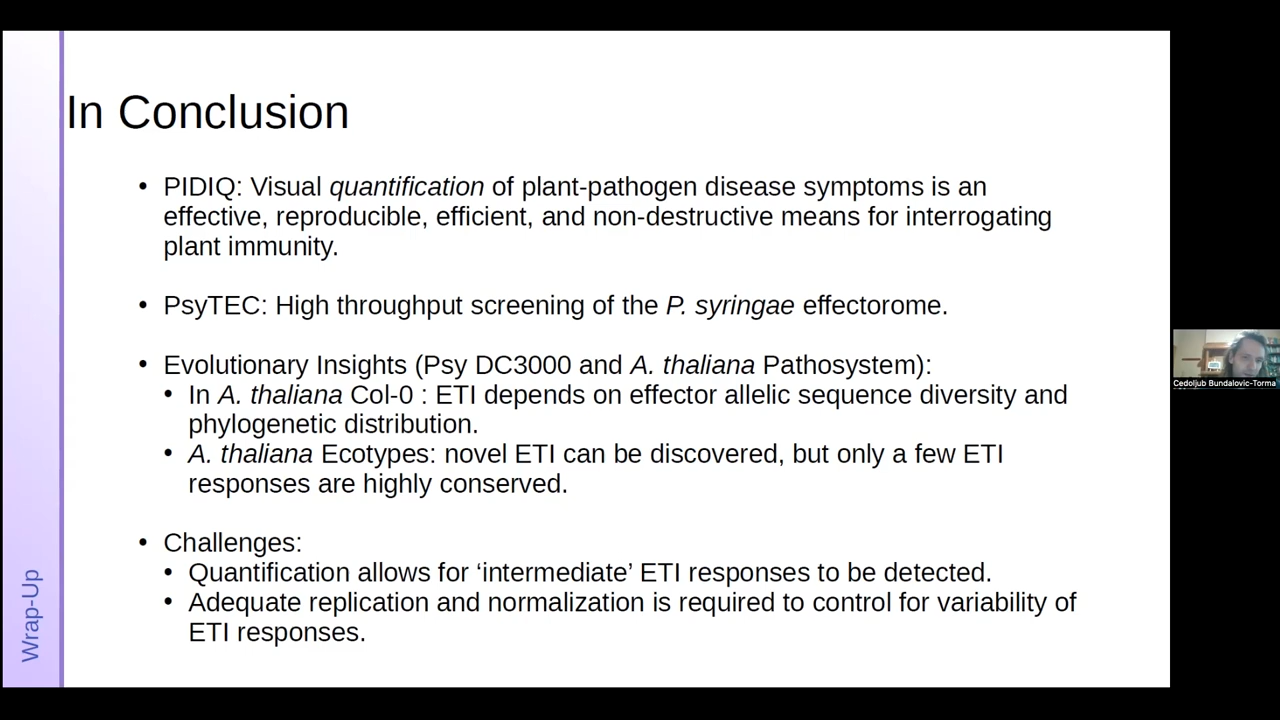 In Conclusion
• PIDIQ: Visual quantification of plant-pathogen disease symptoms is an
effective, reproducible, efficient, and non-destructive means for interrogating
plant immunity.
• PsyTEC: High throughput screening of the P. syringae effectorome.
• Evolutionary Insights (Psy DC3000 and A. thaliana Pathosystem):
• In A. thaliana Col-0 : ETI depends on effector allelic sequence diversity and
phylogenetic distribution.
• A. thaliana Ecotypes: novel ETI can be discovered, but only a few ETI
responses are highly conserved.
• Challenges:
• Quantification allows for ‘intermediate’ ETI responses to be detected.
• Adequate replication and normalization is required to control for variability of
ETI responses.
Wrap-Up
Cedoljub Bundalovic-Torma